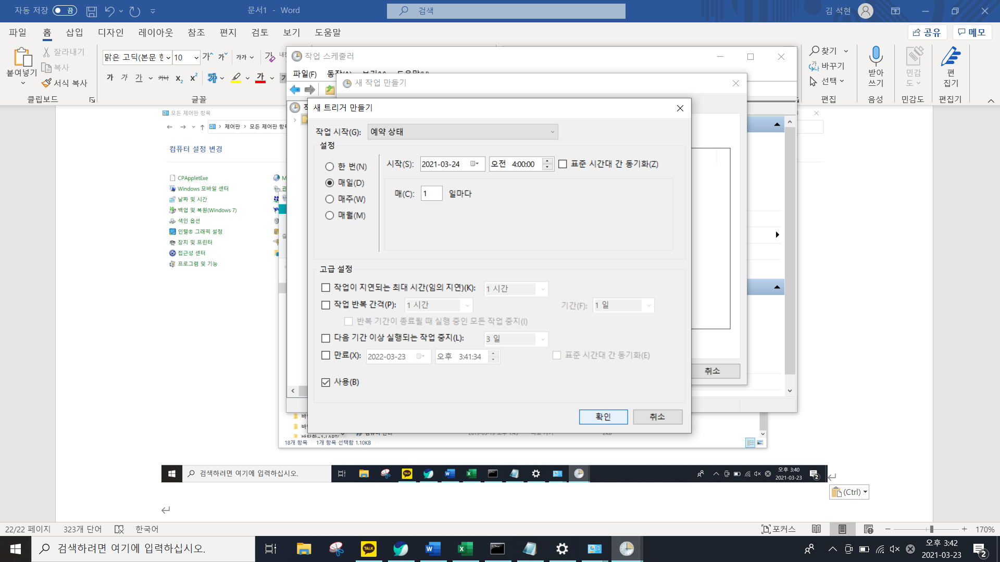 자동 저장 끔
문서1 - Word
검색
김 석현
파일 홈 삽입 디자인 레이아웃 참조 편지 검토 보기 도움말
공유 메모
붙여넣기
잘라내기
복사
서식 복사
클립보드
맑은 고딕(본문 한 10
글꼴
찾기
바꾸기
선택
편집
받아
쓰기
음성
민감
도
민감도
편
집기
편집기
작업 스케줄러
파일(F)
새 작업 만들기
취소
새 트리거 만들기
작업 시작(G): 예약 상태
설정
한 번(N)
매일(D)
매주(W)
매월(M)
시작(S): 2021-03-24 오전 4:00:00 표준 시간대 간 동기화(Z)
매(C): 1 일마다
고급 설정
작업이 지연되는 최대 시간(임의 지연)(K): 1 시간
작업 반복 간격(P): 1 시간 기간(F): 1 일
반복 기간이 종료될 때 실행 중인 모든 작업 중지(I)
다음 기간 이상 실행되는 작업 중지(L): 3 일
만료(X): 2022-03-23 오후 3:41:34 표준 시간대 간 동기화(E)
사용(B)
확인 취소
모든 제어판 항목
제어판 > 모든 제어판 항목
컴퓨터 설정 변경
CPAppletExe
Windows 모바일 센터
날짜 및 시간
백업 및 복원(Windows 7)
색인 옵션
인텔® 그래픽 설정
장치 및 프린터
접근성 센터
프로그램 및 기능
18개 항목 1개 항목 선택함 1.10KB
검색하려면 여기에 입력하십시오.
오후 3:40
2021-03-23
2
(Ctrl)
22/22 페이지 323개 단어 한국어
포커스
170%
검색하려면 여기에 입력하십시오.
TALK
오후 3:42
2021-03-23
2